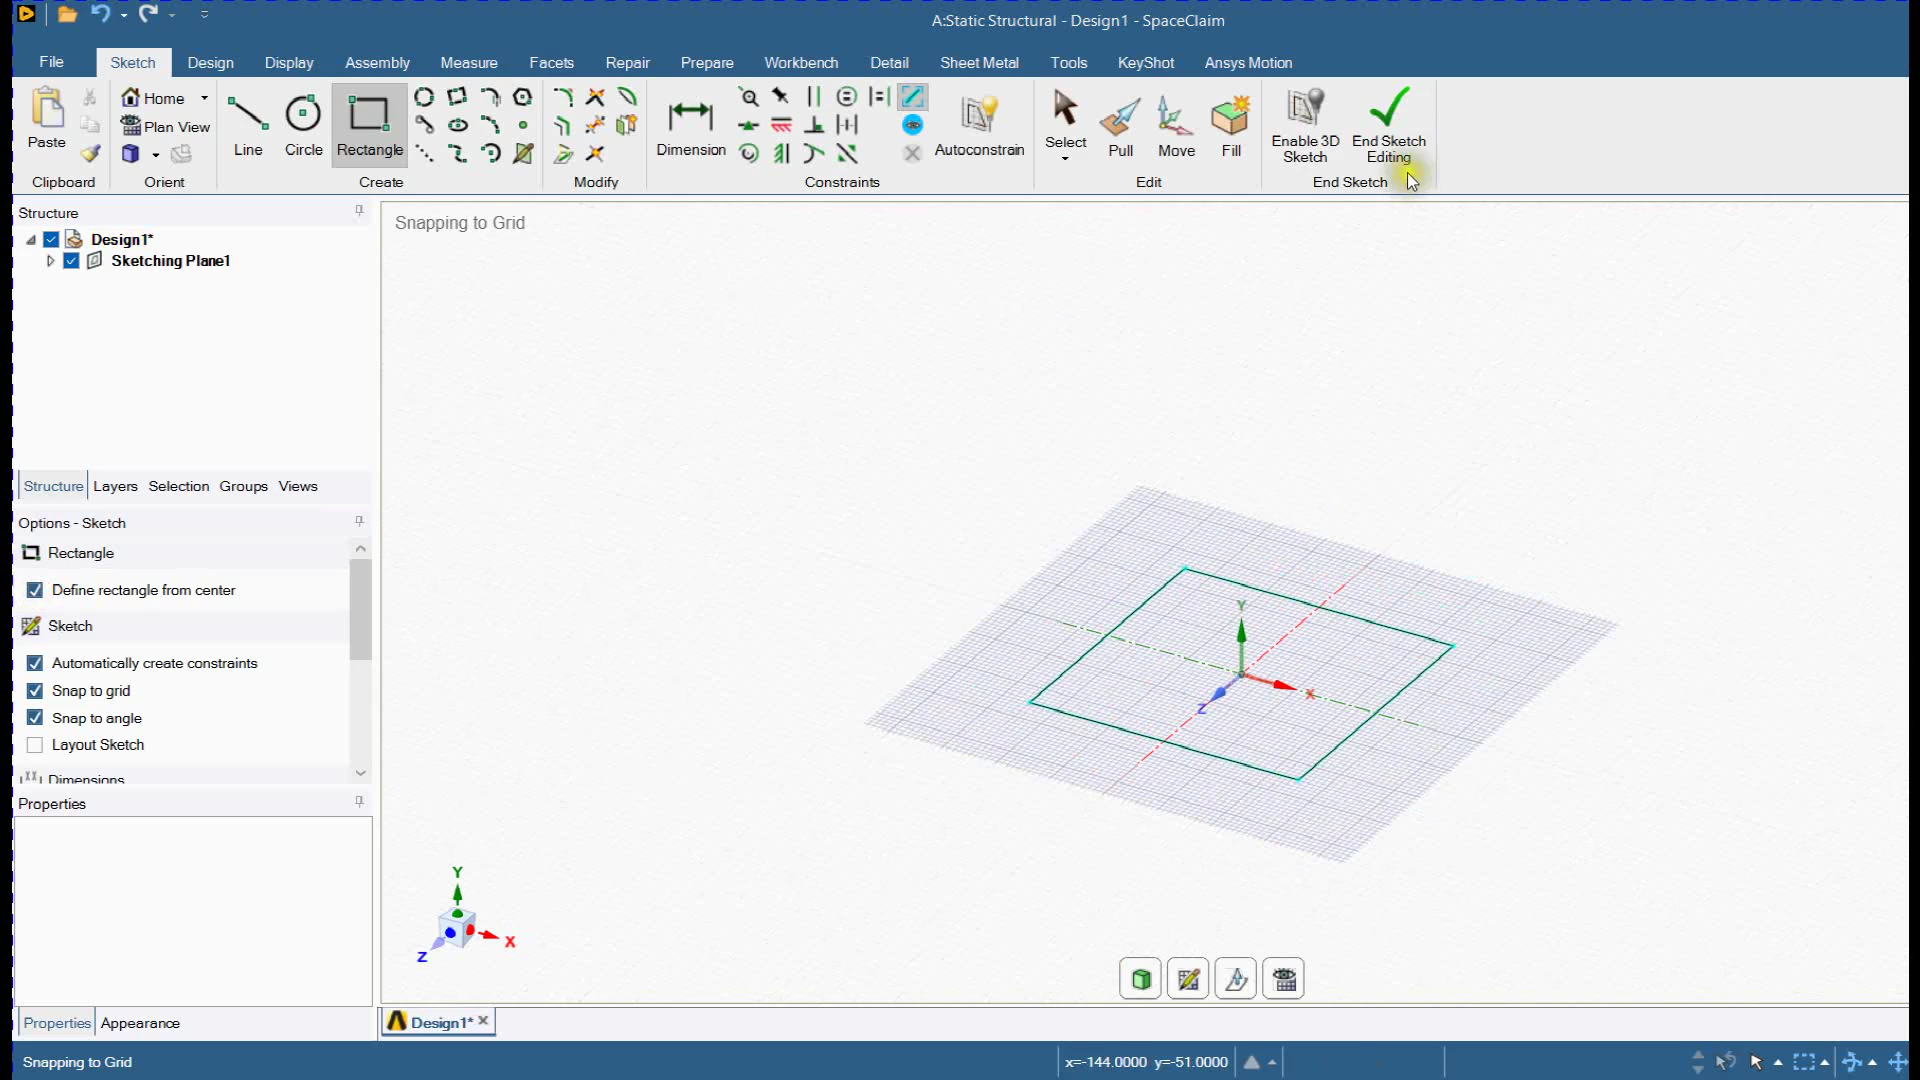 A:Static Structural - Design1 - SpaceClaim
File Sketch Design Display Assembly Measure Facets Repair Prepare Workbench Detail Sheet Metal Tools KeyShot Ansys Motion
Paste
Home
Plan View
Line
Circle
Rectangle
Dimension
Autoconstrain
Select
Pull
Move
Fill
Enable 3D
Sketch
End Sketch
Editing
Clipboard Orient Create Modify Constraints Edit End Sketch
Structure
Design1*
Sketching Plane1
Structure Layers Selection Groups Views
Options - Sketch
Rectangle
Define rectangle from center
Sketch
Automatically create constraints
Snap to grid
Snap to angle
Layout Sketch
Dimensions
Properties
Properties Appearance
Snapping to Grid
Y
X
Z
Y
X
Z
Design1*
Snapping to Grid
x=-144.0000 y=-51.0000